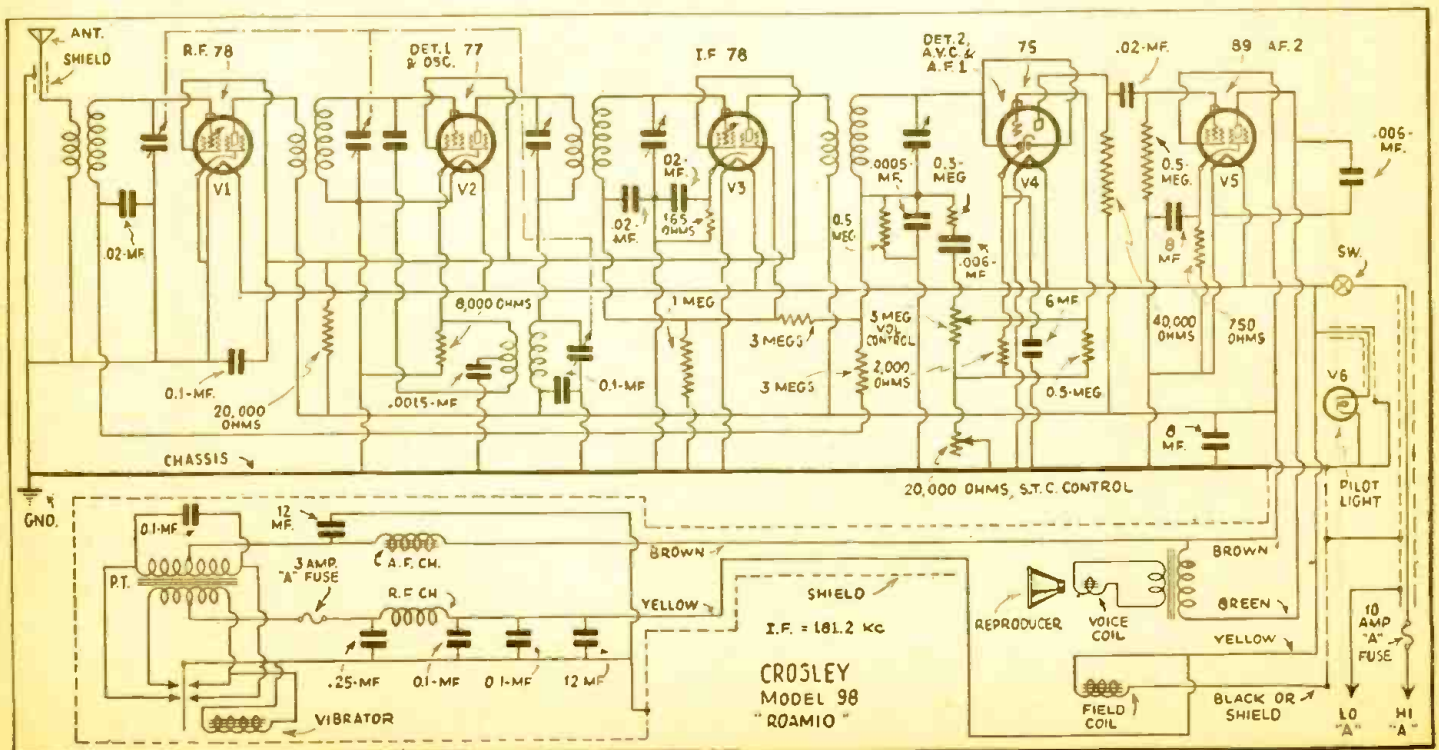 ANT.
SHIELD
R.F. 78
DET. 1 77
& OSC.
I.F 78
DET. 2,
A.V.C. &
A.F. 1
75
.02-MF.
89 A.F. 2
.006-
MF.
V1
V2
V3
V4
V5
.02-MF.
.02-
MF.
.02-
MF.
165
OHMS
.0005
MF.
0.3-
MEG
0.5
MEG.
.006-
MF
0.5-
MEG.
8
MF
SW.
8,000 OHMS
1 MEG
3 MEGS
3 MEG
VOL
CONTROL
6 MF
40,000
OHMS
750
OHMS
0.1-MF.
20,000
OHMS
.0015-MF
0.1-MF
3 MEGS
2,000
OHMS
0.5-MEG.
V6
8
MF.
CHASSIS
20,000 OHMS, S.T.C. CONTROL
PILOT
LIGHT
GND.
0.1-MF
12
MF.
P.T.
3 AMP.
"A" FUSE
A.F. CH.
BROWN
BROWN
R.F CH
YELLOW
SHIELD
REPRODUCER
VOICE
COIL
GREEN
YELLOW
10
AMP
"A"
FUSE
I.F. = 181.2 KC
.25-MF
0.1-MF
0.1-MF
12 MF
CROSLEY
MODEL 98
"ROAMIO"
VIBRATOR
FIELD
COIL
BLACK OR
SHIELD
LO
"A"
HI
"A"